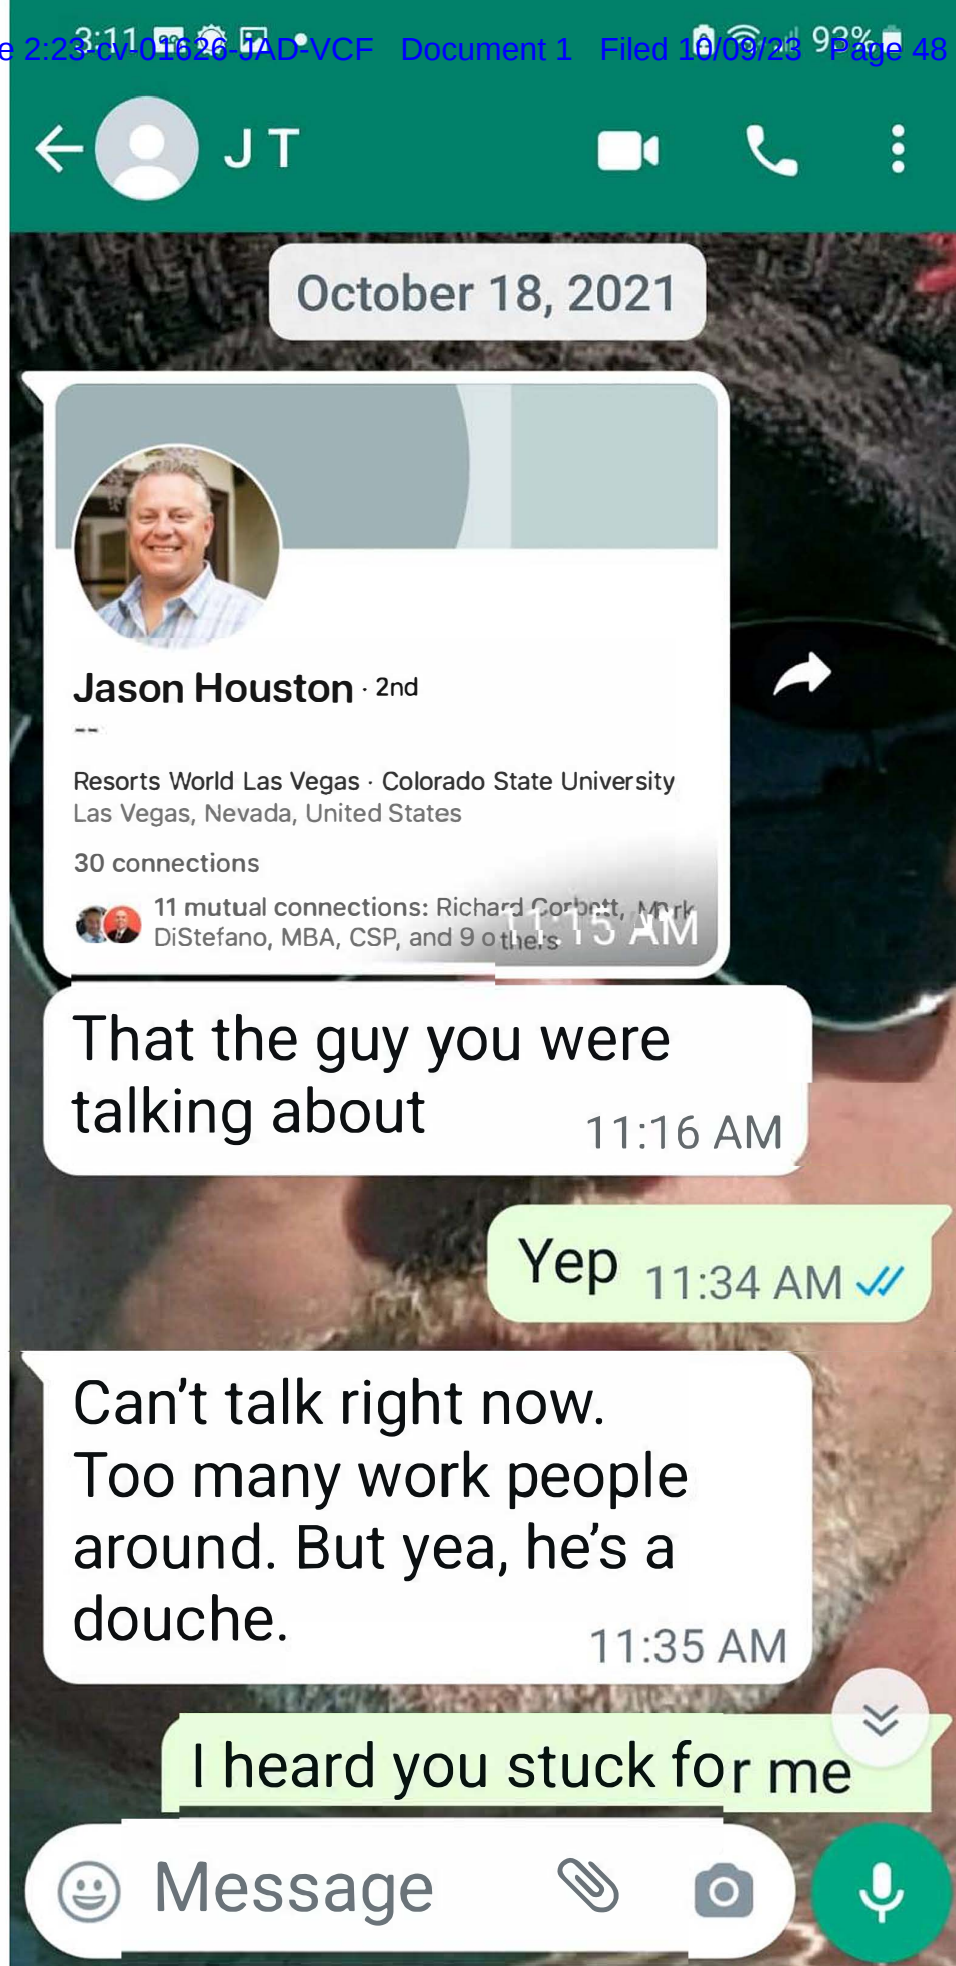 3:11 92%
e 2:23-cv-01626-JAD-VCF Document 1 Filed 10/09/23 Page 48
J T
October 18, 2021
Jason Houston · 2nd
--
Resorts World Las Vegas · Colorado State University
Las Vegas, Nevada, United States
30 connections
11 mutual connections: Richard Corbett, Mark
DiStefano, MBA, CSP, and 9 others
11:15 AM
That the guy you were
talking about
11:16 AM
Yep 11:34 AM
Can't talk right now.
Too many work people
around. But yea, he's a
douche.
11:35 AM
I heard you stuck for me
Message